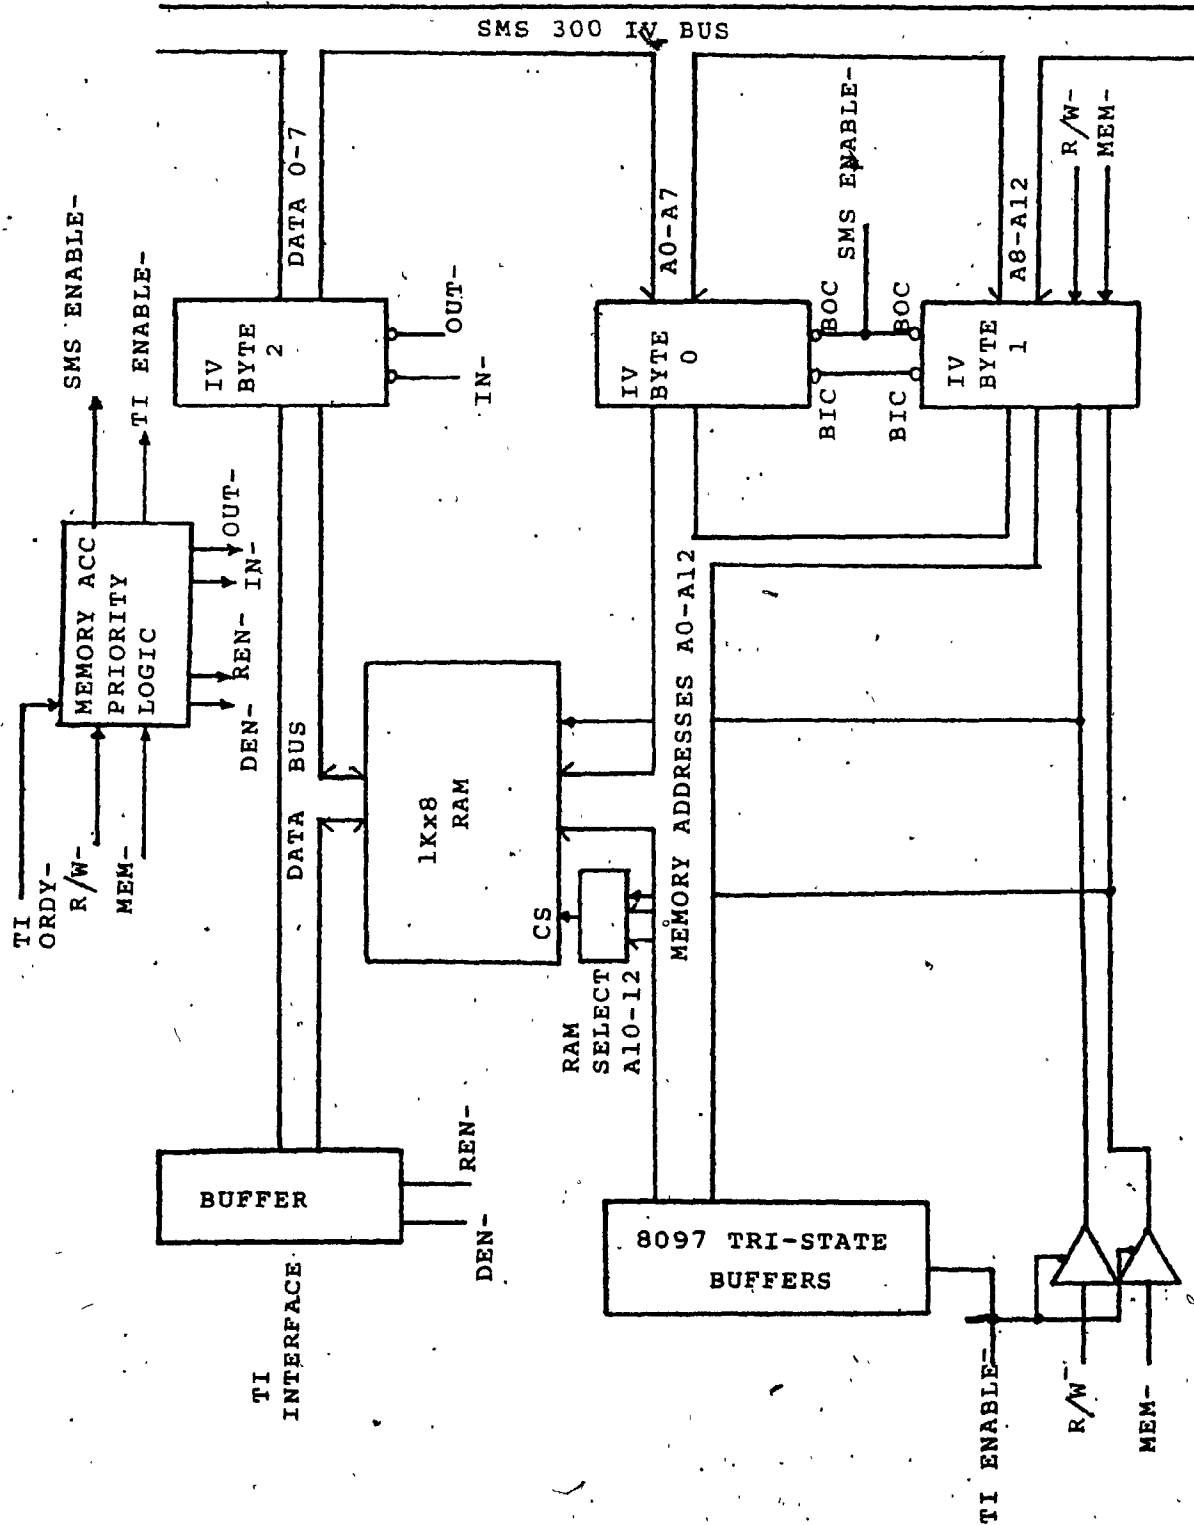 SMS 300 IV BUS
DATA 0-7
A0-A7
SMS ENABLE-
A8-A12
R/W-
MEM-
SMS ENABLE-
TI ENABLE-
IV
BYTE
2
OUT-
IN-
IV
BYTE
0
BOC
BIC
BOC
BIC
IV
BYTE
1
MEMORY ACC
PRIORITY
LOGIC
OUT-
IN-
REN-
DEN-
TI
ORDY-
R/W-
MEM-
DATA BUS
1Kx8
RAM
CS
RAM
SELECT
A10-12
MEMORY ADDRESSES A0-A12
BUFFER
REN-
DEN-
TI
INTERFACE
8097 TRI-STATE
BUFFERS
TI ENABLE-
R/W-
MEM-